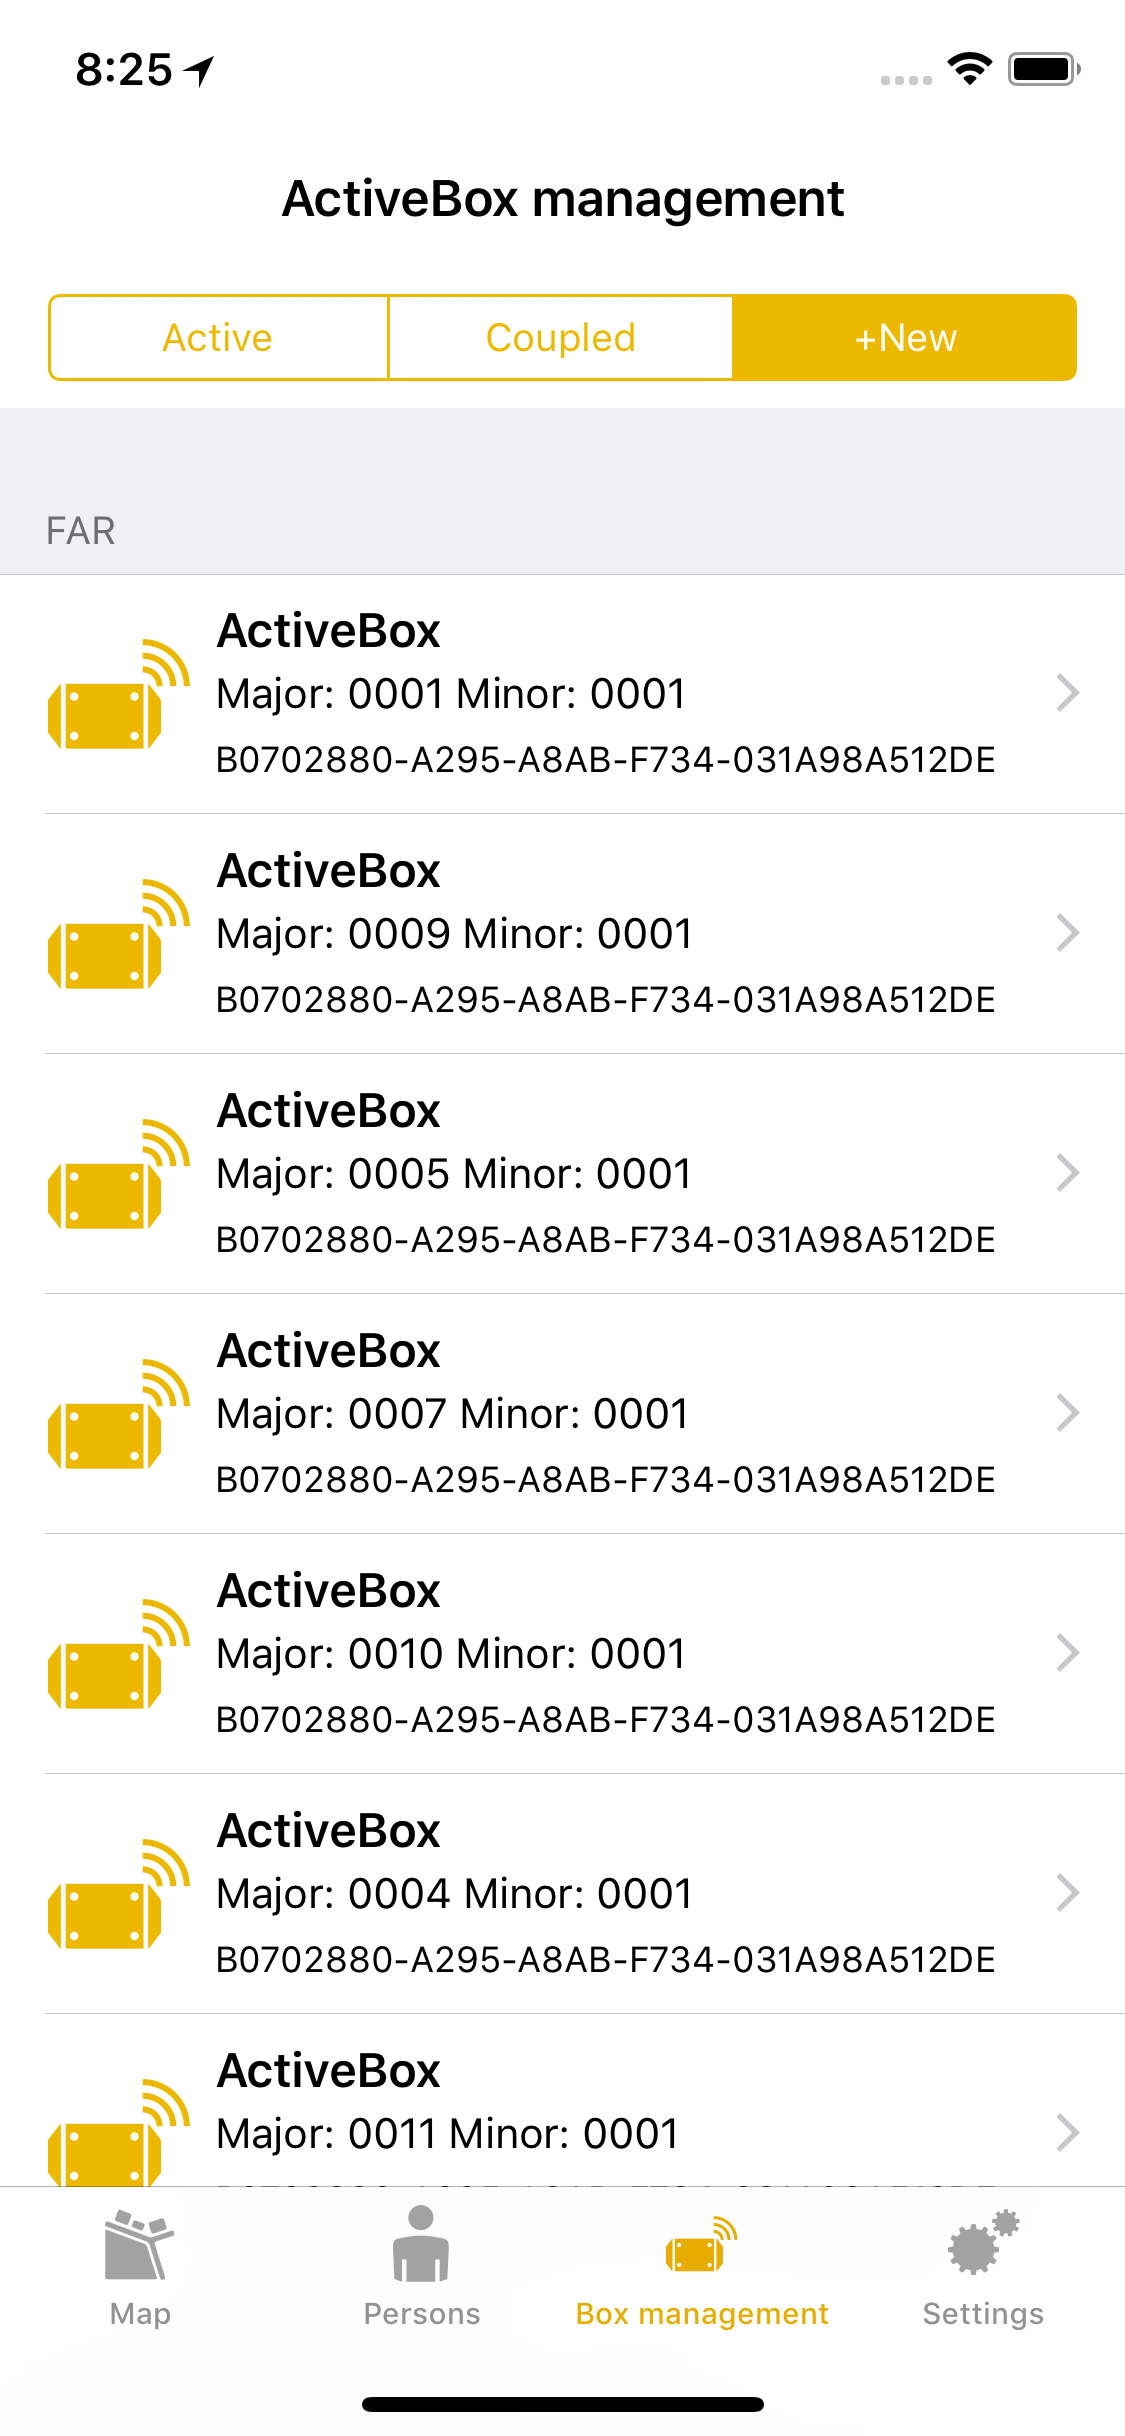 8:25
ActiveBox management
Active Coupled +New
FAR
ActiveBox
Major: 0001 Minor: 0001
B0702880-A295-A8AB-F734-031A98A512DE
ActiveBox
Major: 0009 Minor: 0001
B0702880-A295-A8AB-F734-031A98A512DE
ActiveBox
Major: 0005 Minor: 0001
B0702880-A295-A8AB-F734-031A98A512DE
ActiveBox
Major: 0007 Minor: 0001
B0702880-A295-A8AB-F734-031A98A512DE
ActiveBox
Major: 0010 Minor: 0001
B0702880-A295-A8AB-F734-031A98A512DE
ActiveBox
Major: 0004 Minor: 0001
B0702880-A295-A8AB-F734-031A98A512DE
ActiveBox
Major: 0011 Minor: 0001
Map Persons Box management Settings